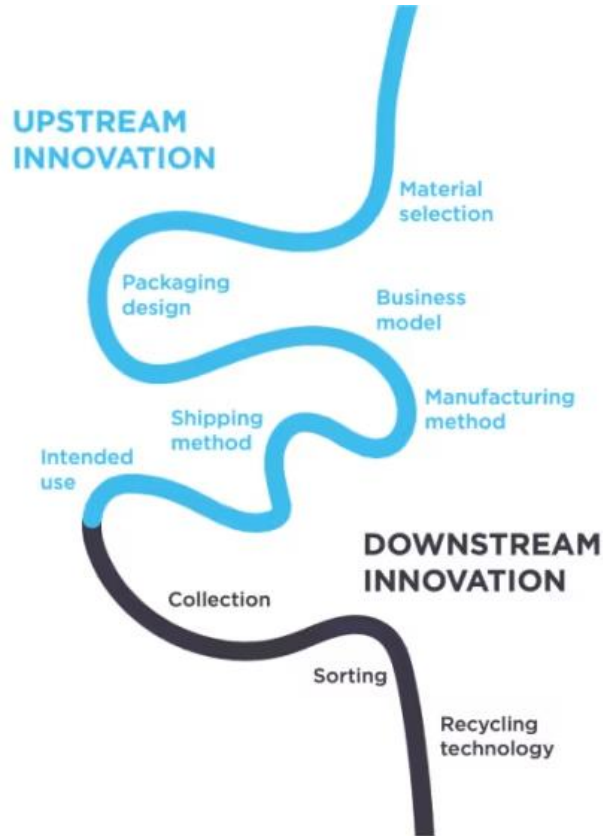 UPSTREAM
INNOVATION
Material
selection
Packaging
design
Business
model
Manufacturing
method
Shipping
method
Intended
use
DOWNSTREAM
INNOVATION
Collection
Sorting
Recycling
technology